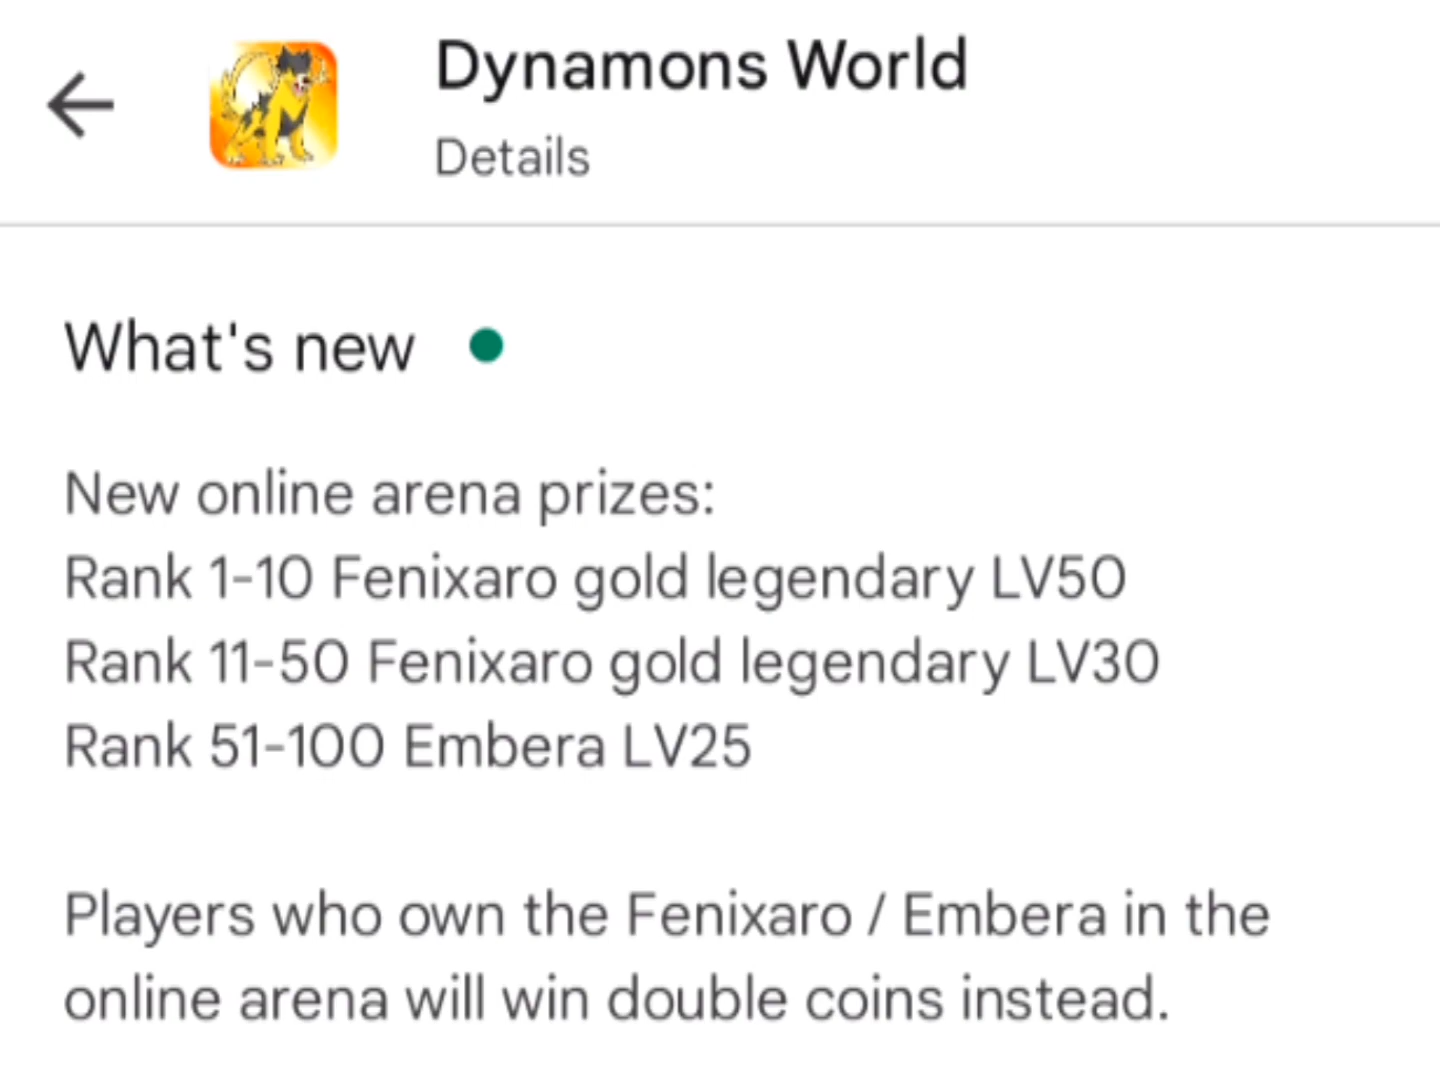 Dynamons World
Details
What's new
New online arena prizes:
Rank 1-10 Fenixaro gold legendary LV50
Rank 11-50 Fenixaro gold legendary LV30
Rank 51-100 Embera LV25
Players who own the Fenixaro / Embera in the
online arena will win double coins instead.